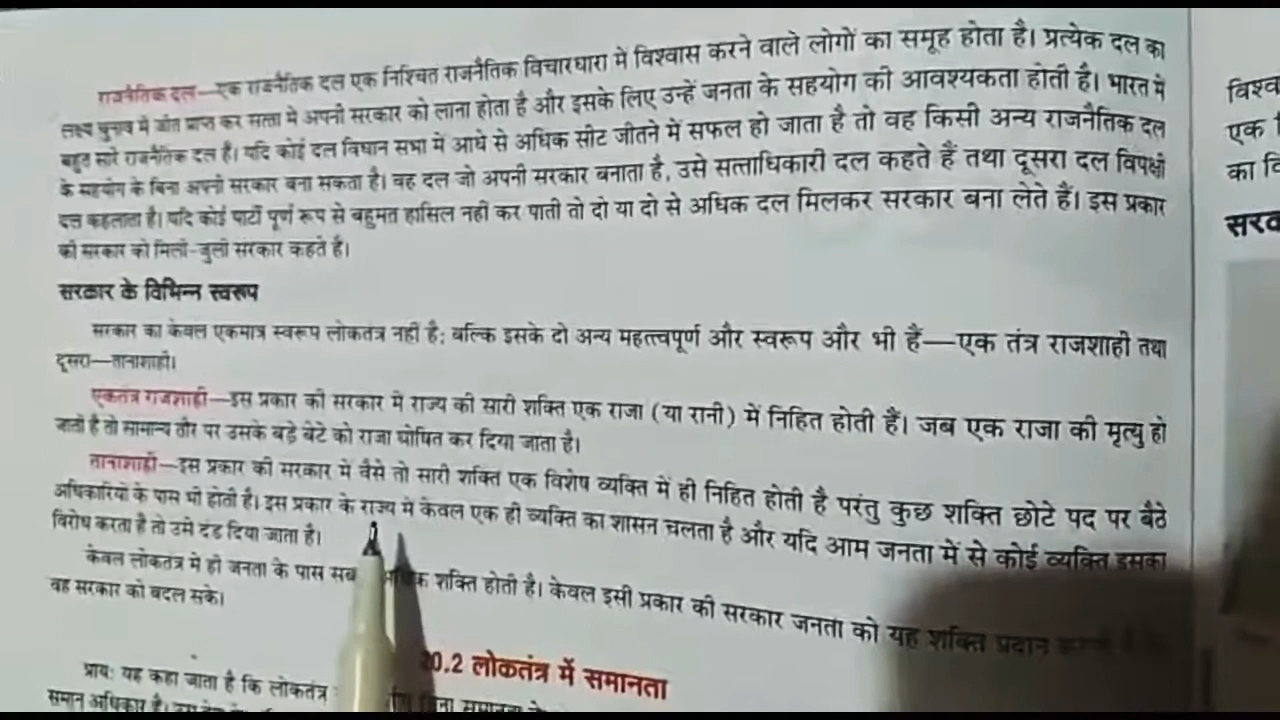 राजनैतिक दल—एक राजनैतिक दल एक निश्चित राजनैतिक विचारधारा में विश्वास करने वाले लोगों का समूह होता है। प्रत्येक दल का
लक्ष्य चुनाव में जीत प्राप्त कर सत्ता में अपनी सरकार को लाना होता है और इसके लिए उन्हें जनता के सहयोग की आवश्यकता होती है। भारत में
बहुत सारे राजनैतिक दल हैं। यदि कोई दल विधान सभा में आधे से अधिक सीट जीतने में सफल हो जाता है तो वह किसी अन्य राजनैतिक दल
के सहयोग के बिना अपनी सरकार बना सकता है। वह दल जो अपनी सरकार बनाता है, उसे सत्ताधिकारी दल कहते हैं तथा दूसरा दल विपक्षी
दल कहलाता है। यदि कोई पार्टी पूर्ण रूप से बहुमत हासिल नहीं कर पाती तो दो या दो से अधिक दल मिलकर सरकार बना लेते हैं। इस प्रकार
की सरकार को मिली-जुली सरकार कहते है।
सरकार के विभिन्न स्वरूप
सरकार का केवल एकमात्र स्वरूप लोकतंत्र नहीं है; बल्कि इसके दो अन्य महत्त्वपूर्ण और स्वरूप और भी हैं—एक तंत्र राजशाही तथा
दूसरा—तानाशाही।
एकतंत्र राजशाही—इस प्रकार की सरकार में राज्य की सारी शक्ति एक राजा (या रानी) में निहित होती हैं। जब एक राजा की मृत्यु हो
जाती है तो सामान्य तौर पर उसके बड़े बेटे को राजा घोषित कर दिया जाता है।
तानाशाही—इस प्रकार की सरकार में वैसे तो सारी शक्ति एक विशेष व्यक्ति में ही निहित होती है परंतु कुछ शक्ति छोटे पद पर बैठे
अधिकारियों के पास भी होती है। इस प्रकार के राज्य में केवल एक ही व्यक्ति का शासन चलता है और यदि आम जनता में से कोई व्यक्ति इसका
विरोध करता है तो उसे दंड दिया जाता है।
केवल लोकतंत्र में ही जनता के पास शक्ति होती है। केवल इसी प्रकार की सरकार जनता को यह शक्ति प्रदान
वह सरकार को बदल सके।
20.2 लोकतंत्र में समानता
प्रायः यह कहा जाता है कि लोकतंत्र
समान अधिकार है।
एक
का